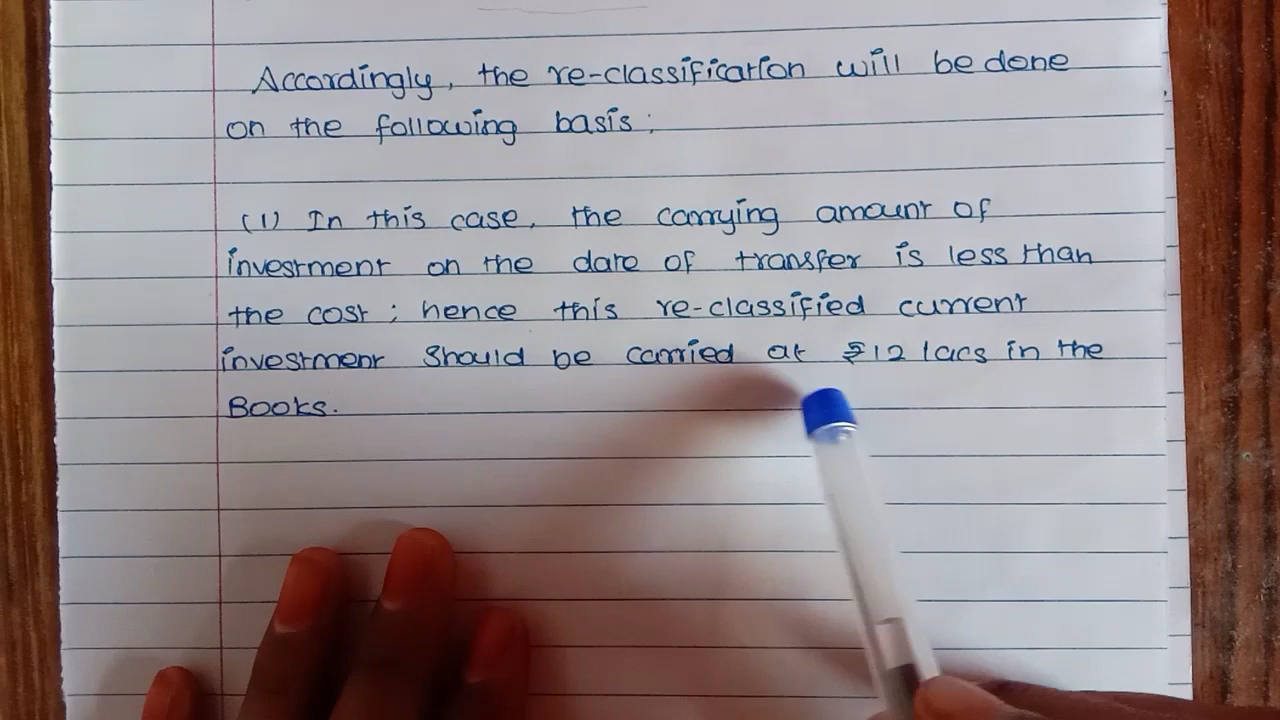 Accordingly, the re-classification will be done
on the following basis;
(1) In this case, the carrying amount of
investment on the date of transfer is less than
the cost; hence this re-classified current
investment should be carried at ₹12 lacs in the
Books.